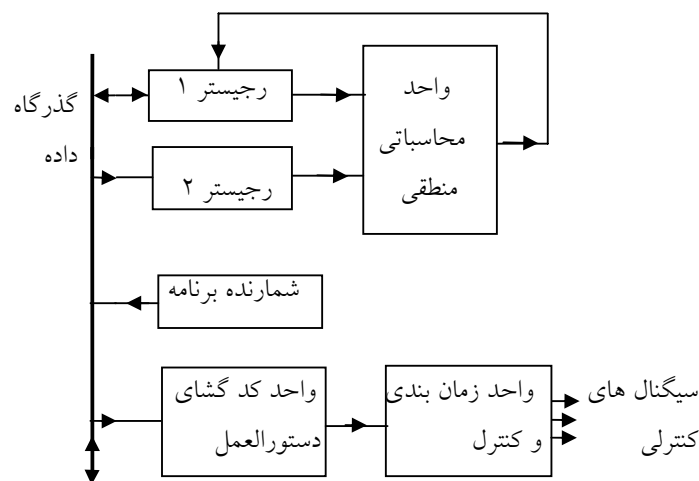 گذرگاه
داده
رجیستر ۱
رجیستر ۲
واحد
محاسباتی
منطقی
شمارنده برنامه
واحد کد گشای
دستورالعمل
واحد زمان بندی
و کنترل
سیگنال های
کنترلی